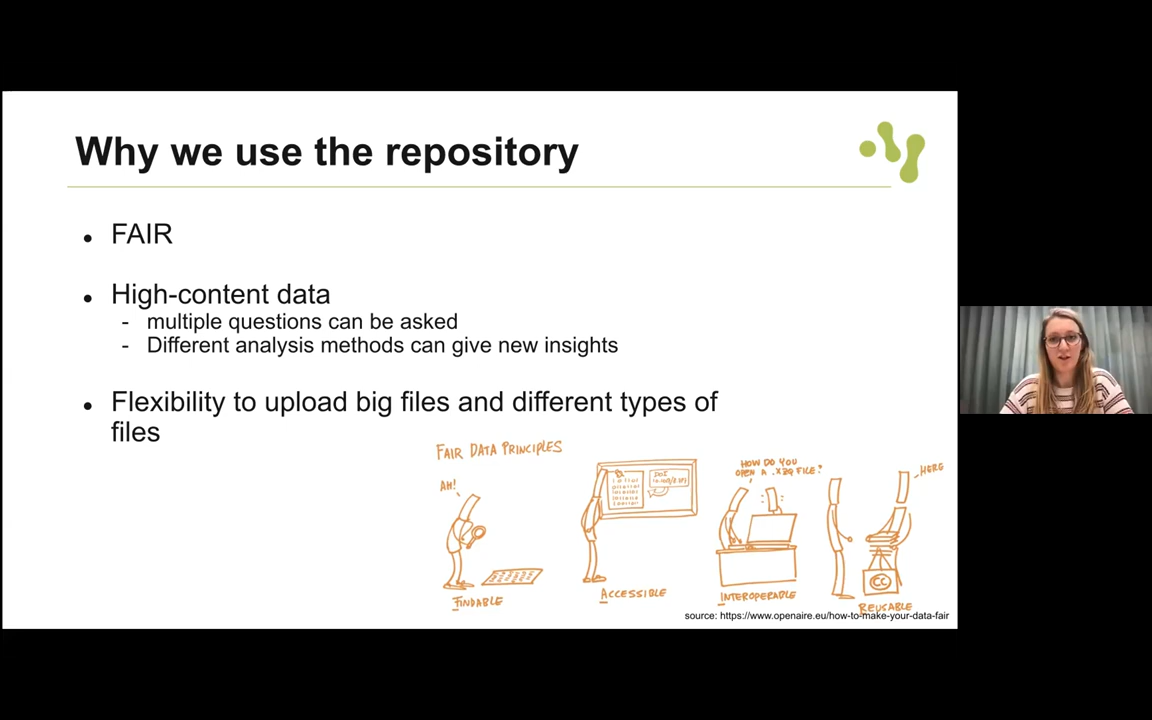 Why we use the repository
• FAIR
• High-content data
- multiple questions can be asked
- Different analysis methods can give new insights
• Flexibility to upload big files and different types of
files
FAIR DATA PRINCIPLES
AH!
DOI
HOW DO YOU
OPEN A .XZQ FILE?
HERE
CC
FINDABLE
ACCESSIBLE
INTEROPERABLE
REUSABLE
source: https://www.openaire.eu/how-to-make-your-data-fair